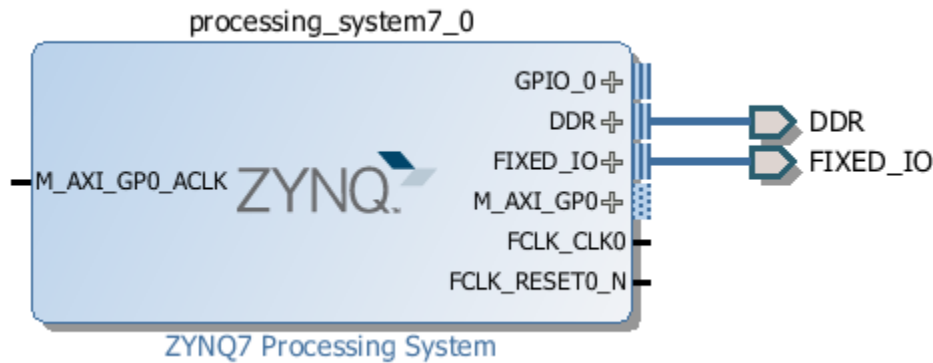 processing_system7_0
GPIO_0
DDR
DDR
FIXED_IO
FIXED_IO
M_AXI_GP0_ACLK
ZYNQ
M_AXI_GP0
FCLK_CLK0
FCLK_RESET0_N
ZYNQ7 Processing System